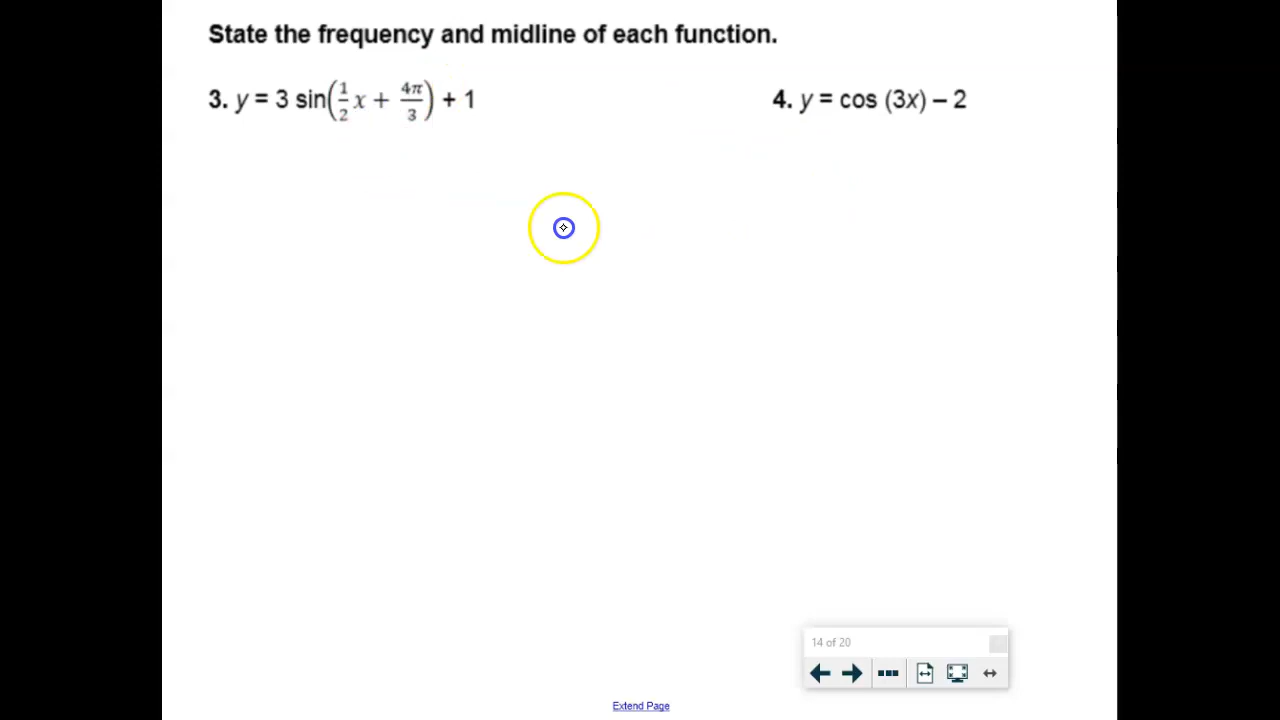 State the frequency and midline of each function.
3. y = 3 sin(1/2 x + 4π/3) + 1
4. y = cos (3x) – 2
14 of 20
Extend Page